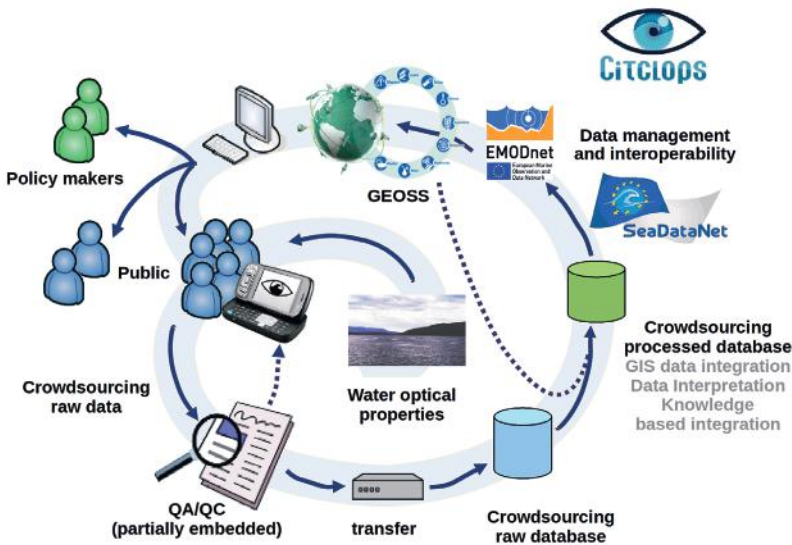 CITCLOPS
Policy makers
GEOSS
EMODnet
European Marine
Observation and
Data Network
Data management
and interoperability
SeaDataNet
Public
Crowdsourcing
raw data
Water optical
properties
Crowdsourcing
processed database
GIS data integration
Data Interpretation
Knowledge
based integration
QA/QC
(partially embedded)
transfer
Crowdsourcing
raw database